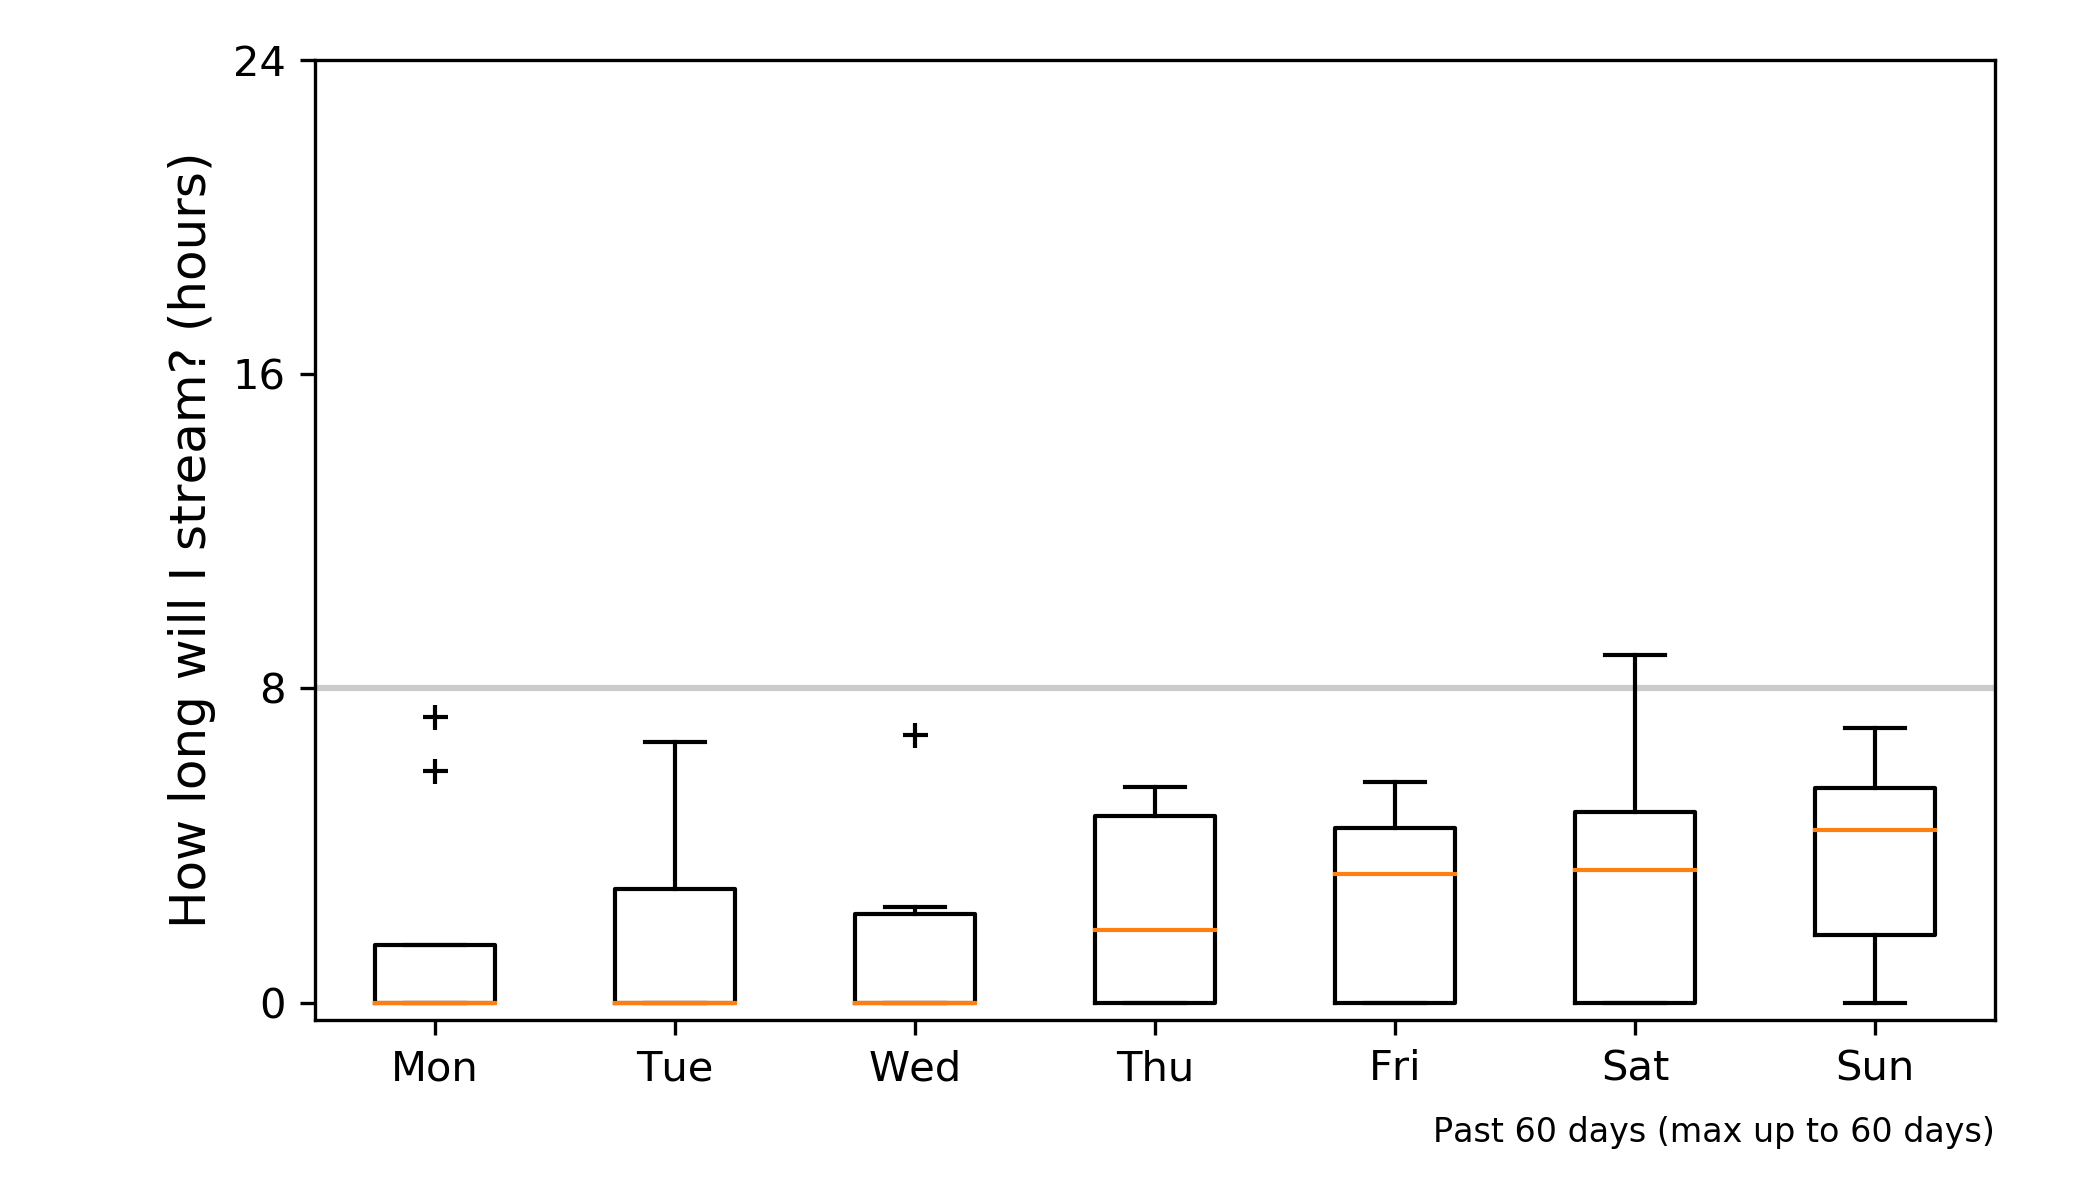 How long will I stream? (hours)
24
16
8
0
Mon Tue Wed Thu Fri Sat Sun
Past 60 days (max up to 60 days)